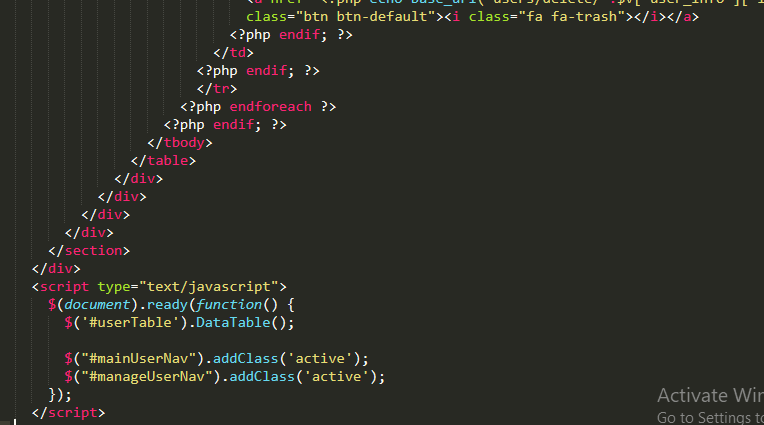 <a href="<?php echo base_url('users/delete/'.$v['user_info']['i
class="btn btn-default"><i class="fa fa-trash"></i></a>
<?php endif; ?>
</td>
<?php endif; ?>
</tr>
<?php endforeach ?>
<?php endif; ?>
</tbody>
</table>
</div>
</div>
</div>
</div>
</section>
</div>
<script type="text/javascript">
$(document).ready(function() {
$('#userTable').DataTable();
$("#mainUserNav").addClass('active');
$("#manageUserNav").addClass('active');
});
</script>
Activate Win
Go to Settings to